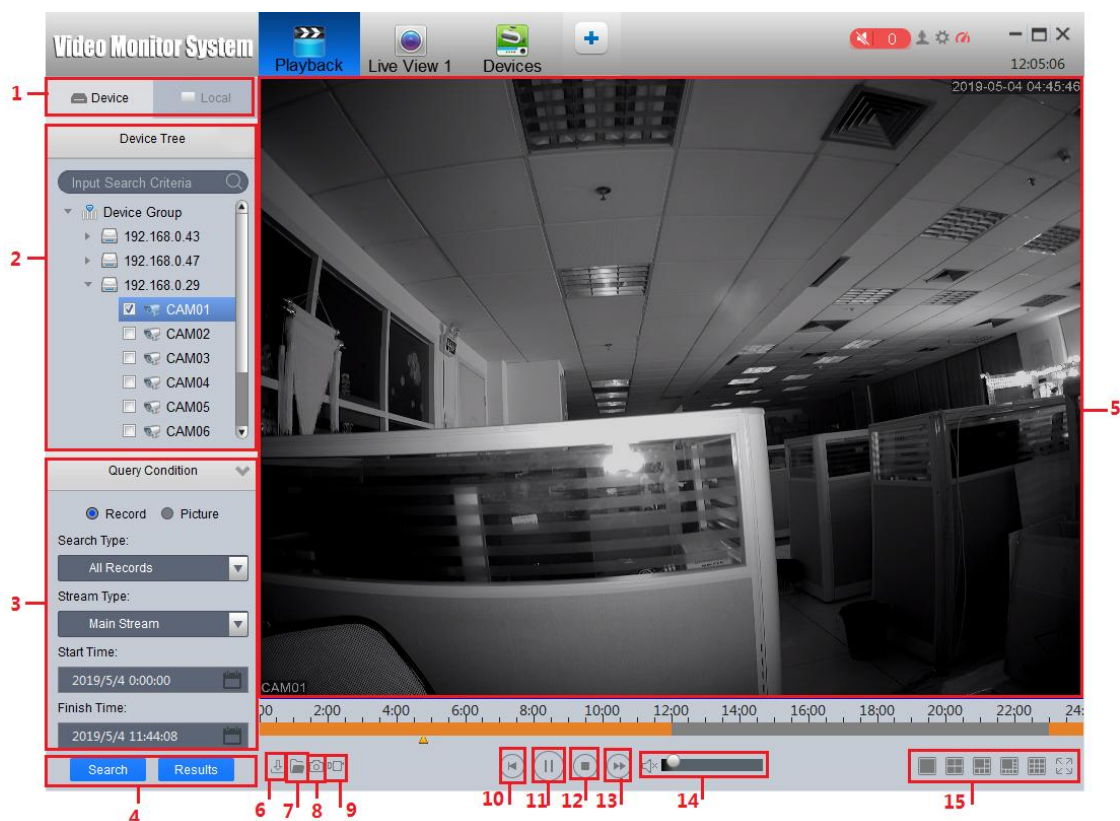 Video Monitor System
Playback
Live View 1
Devices
0
12:05:06
1
Device
Local
Device Tree
Input Search Criteria
Device Group
192.168.0.43
192.168.0.47
2
192.168.0.29
CAM01
CAM02
CAM03
CAM04
CAM05
CAM06
2019-05-04 04:45:46
5
CAM01
Query Condition
Record
Picture
Search Type:
All Records
3
Stream Type:
Main Stream
Start Time:
2019/5/4 0:00:00
Finish Time:
2019/5/4 11:44:08
00 2:00 4:00 6:00 8:00 10:00 12:00 14:00 16:00 18:00 20:00 22:00 24:
Search
Results
4
6
7
8
9
10
11
12
13
14
15